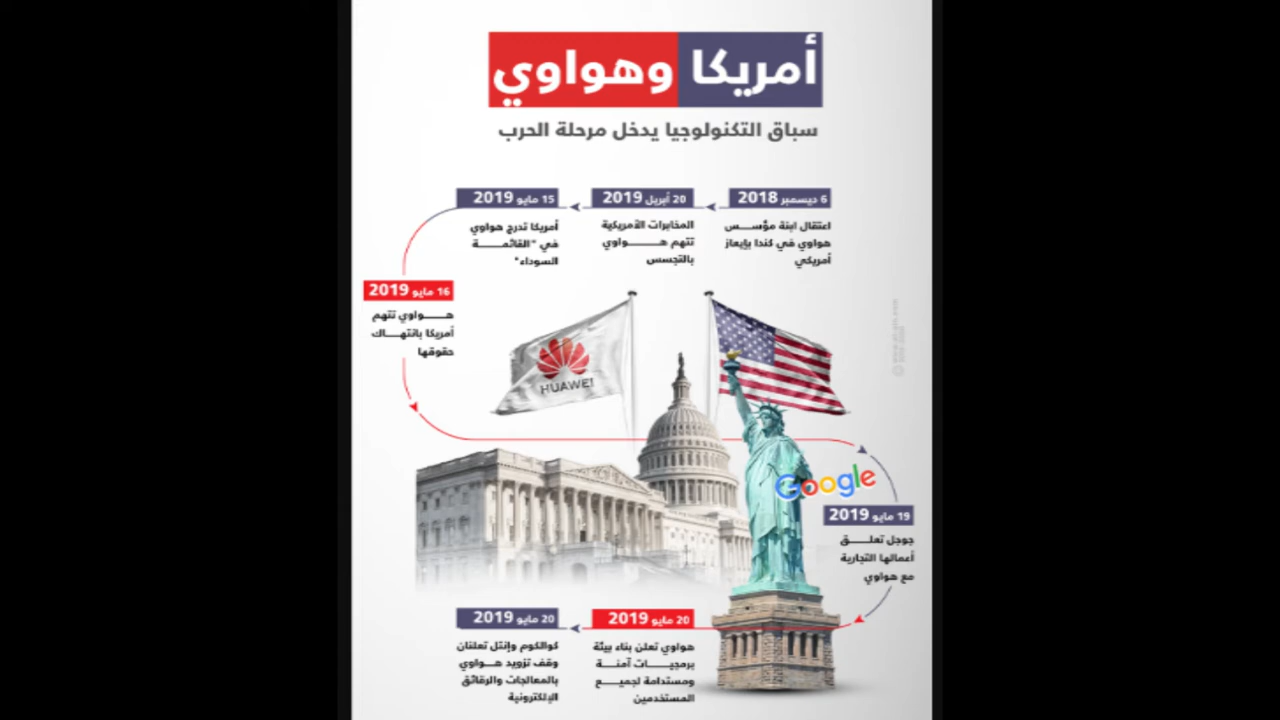 أمريكا وهواوي
سباق التكنولوجيا يدخل مرحلة الحرب
6 ديسمبر 2018
اعتقال ابنة مؤسس
هواوي في كندا بإيعاز
أمريكي
20 أبريل 2019
المخابرات الأمريكية
تتهم هواوي
بالتجسس
15 مايو 2019
أمريكا تدرج هواوي
في "القائمة
السوداء"
16 مايو 2019
هواوي تتهم
أمريكا بانتهاك
حقوقها
HUAWEI
Google
19 مايو 2019
جوجل تعلق
أعمالها التجارية
مع هواوي
20 مايو 2019
هواوي تعلن بناء بيئة
برمجيات آمنة
ومستدامة لجميع
المستخدمين
20 مايو 2019
كوالكوم وإنتل تعلنان
وقف تزويد هواوي
بالمعالجات والرقائق
الإلكترونية